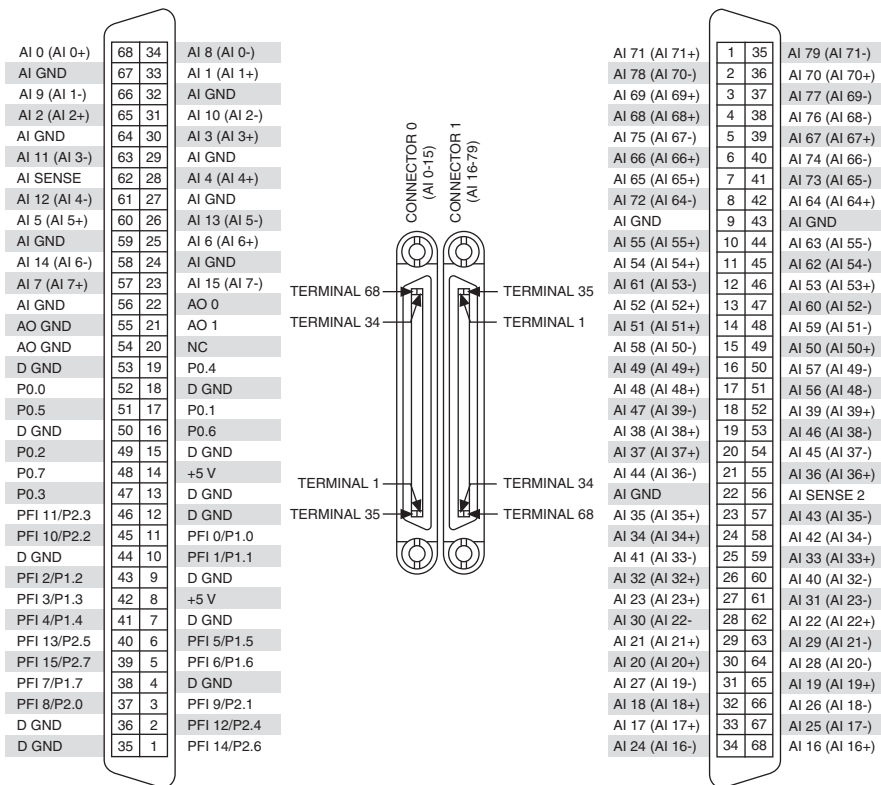 AI 0 (AI 0+) 68 34 AI 8 (AI 0-)
AI GND 67 33 AI 1 (AI 1+)
AI 9 (AI 1-) 66 32 AI GND
AI 2 (AI 2+) 65 31 AI 10 (AI 2-)
AI GND 64 30 AI 3 (AI 3+)
AI 11 (AI 3-) 63 29 AI GND
AI SENSE 62 28 AI 4 (AI 4+)
AI 12 (AI 4-) 61 27 AI GND
AI 5 (AI 5+) 60 26 AI 13 (AI 5-)
AI GND 59 25 AI 6 (AI 6+)
AI 14 (AI 6-) 58 24 AI GND
AI 7 (AI 7+) 57 23 AI 15 (AI 7-)
AI GND 56 22 AO 0
AO GND 55 21 AO 1
AO GND 54 20 NC
D GND 53 19 P0.4
P0.0 52 18 D GND
P0.5 51 17 P0.1
D GND 50 16 P0.6
P0.2 49 15 D GND
P0.7 48 14 +5 V
P0.3 47 13 D GND
PFI 11/P2.3 46 12 D GND
PFI 10/P2.2 45 11 PFI 0/P1.0
D GND 44 10 PFI 1/P1.1
PFI 2/P1.2 43 9 D GND
PFI 3/P1.3 42 8 +5 V
PFI 4/P1.4 41 7 D GND
PFI 13/P2.5 40 6 PFI 5/P1.5
PFI 15/P2.7 39 5 PFI 6/P1.6
PFI 7/P1.7 38 4 D GND
PFI 8/P2.0 37 3 PFI 9/P2.1
D GND 36 2 PFI 12/P2.4
D GND 35 1 PFI 14/P2.6
CONNECTOR 0
(AI 0-15)
CONNECTOR 1
(AI 16-79)
TERMINAL 68
TERMINAL 35
TERMINAL 34
TERMINAL 1
TERMINAL 1
TERMINAL 34
TERMINAL 35
TERMINAL 68
AI 71 (AI 71+) 1 35 AI 79 (AI 71-)
AI 78 (AI 70-) 2 36 AI 70 (AI 70+)
AI 69 (AI 69+) 3 37 AI 77 (AI 69-)
AI 68 (AI 68+) 4 38 AI 76 (AI 68-)
AI 75 (AI 67-) 5 39 AI 67 (AI 67+)
AI 66 (AI 66+) 6 40 AI 74 (AI 66-)
AI 65 (AI 65+) 7 41 AI 73 (AI 65-)
AI 72 (AI 64-) 8 42 AI 64 (AI 64+)
AI GND 9 43 AI GND
AI 55 (AI 55+) 10 44 AI 63 (AI 55-)
AI 54 (AI 54+) 11 45 AI 62 (AI 54-)
AI 61 (AI 53-) 12 46 AI 53 (AI 53+)
AI 52 (AI 52+) 13 47 AI 60 (AI 52-)
AI 51 (AI 51+) 14 48 AI 59 (AI 51-)
AI 58 (AI 50-) 15 49 AI 50 (AI 50+)
AI 49 (AI 49+) 16 50 AI 57 (AI 49-)
AI 48 (AI 48+) 17 51 AI 56 (AI 48-)
AI 47 (AI 39-) 18 52 AI 39 (AI 39+)
AI 38 (AI 38+) 19 53 AI 46 (AI 38-)
AI 37 (AI 37+) 20 54 AI 45 (AI 37-)
AI 44 (AI 36-) 21 55 AI 36 (AI 36+)
AI GND 22 56 AI SENSE 2
AI 35 (AI 35+) 23 57 AI 43 (AI 35-)
AI 34 (AI 34+) 24 58 AI 42 (AI 34-)
AI 41 (AI 33-) 25 59 AI 33 (AI 33+)
AI 32 (AI 32+) 26 60 AI 40 (AI 32-)
AI 23 (AI 23+) 27 61 AI 31 (AI 23-)
AI 30 (AI 22- 28 62 AI 22 (AI 22+)
AI 21 (AI 21+) 29 63 AI 29 (AI 21-)
AI 20 (AI 20+) 30 64 AI 28 (AI 20-)
AI 27 (AI 19-) 31 65 AI 19 (AI 19+)
AI 18 (AI 18+) 32 66 AI 26 (AI 18-)
AI 17 (AI 17+) 33 67 AI 25 (AI 17-)
AI 24 (AI 16-) 34 68 AI 16 (AI 16+)